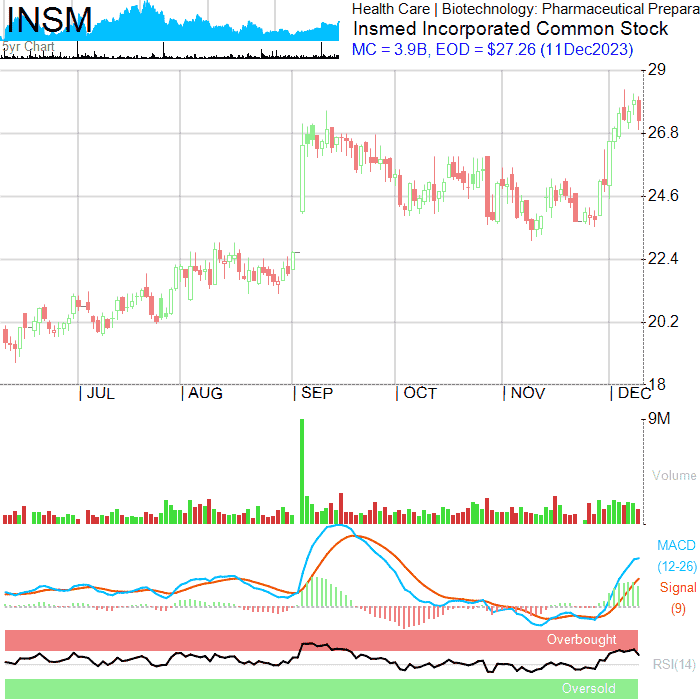 INSM
5yr Chart
Health Care | Biotechnology: Pharmaceutical Prepara
Insmed Incorporated Common Stock
MC = 3.9B, EOD = $27.26 (11Dec2023)
29
26.8
24.6
22.4
20.2
18
| JUL | AUG | SEP | OCT | NOV | DEC
9M
Volume
MACD
(12-26)
Signal
(9)
Overbought
RSI(14)
Oversold